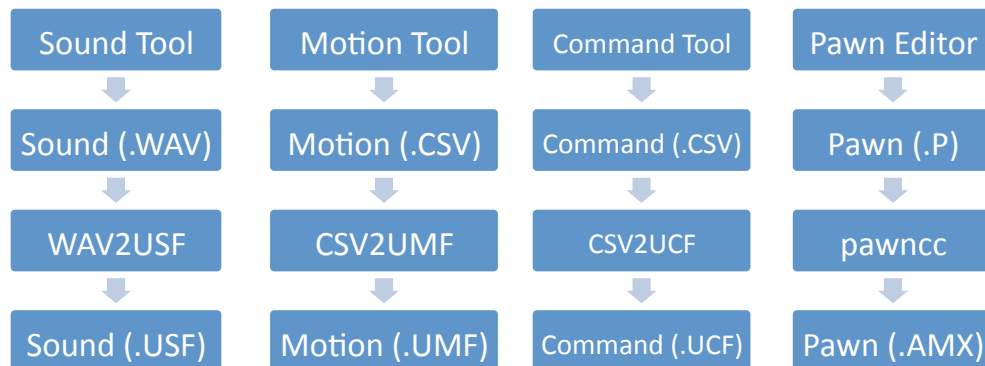 Sound Tool
Motion Tool
Command Tool
Pawn Editor
Sound (.WAV)
Motion (.CSV)
Command (.CSV)
Pawn (.P)
WAV2USF
CSV2UMF
CSV2UCF
pawncc
Sound (.USF)
Motion (.UMF)
Command (.UCF)
Pawn (.AMX)